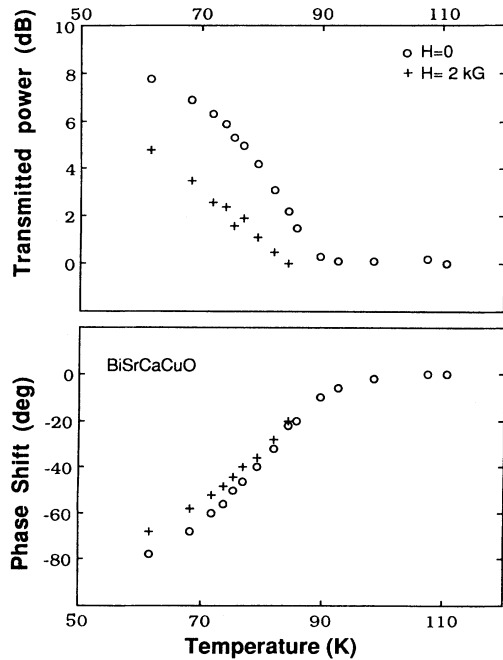 50 70 90 110
Transmitted power (dB)
10
8
6
4
2
0
o H=0
+ H= 2 kG
BiSrCaCuO
Phase Shift (deg)
0
-20
-40
-60
-80
50 70 90 110
Temperature (K)